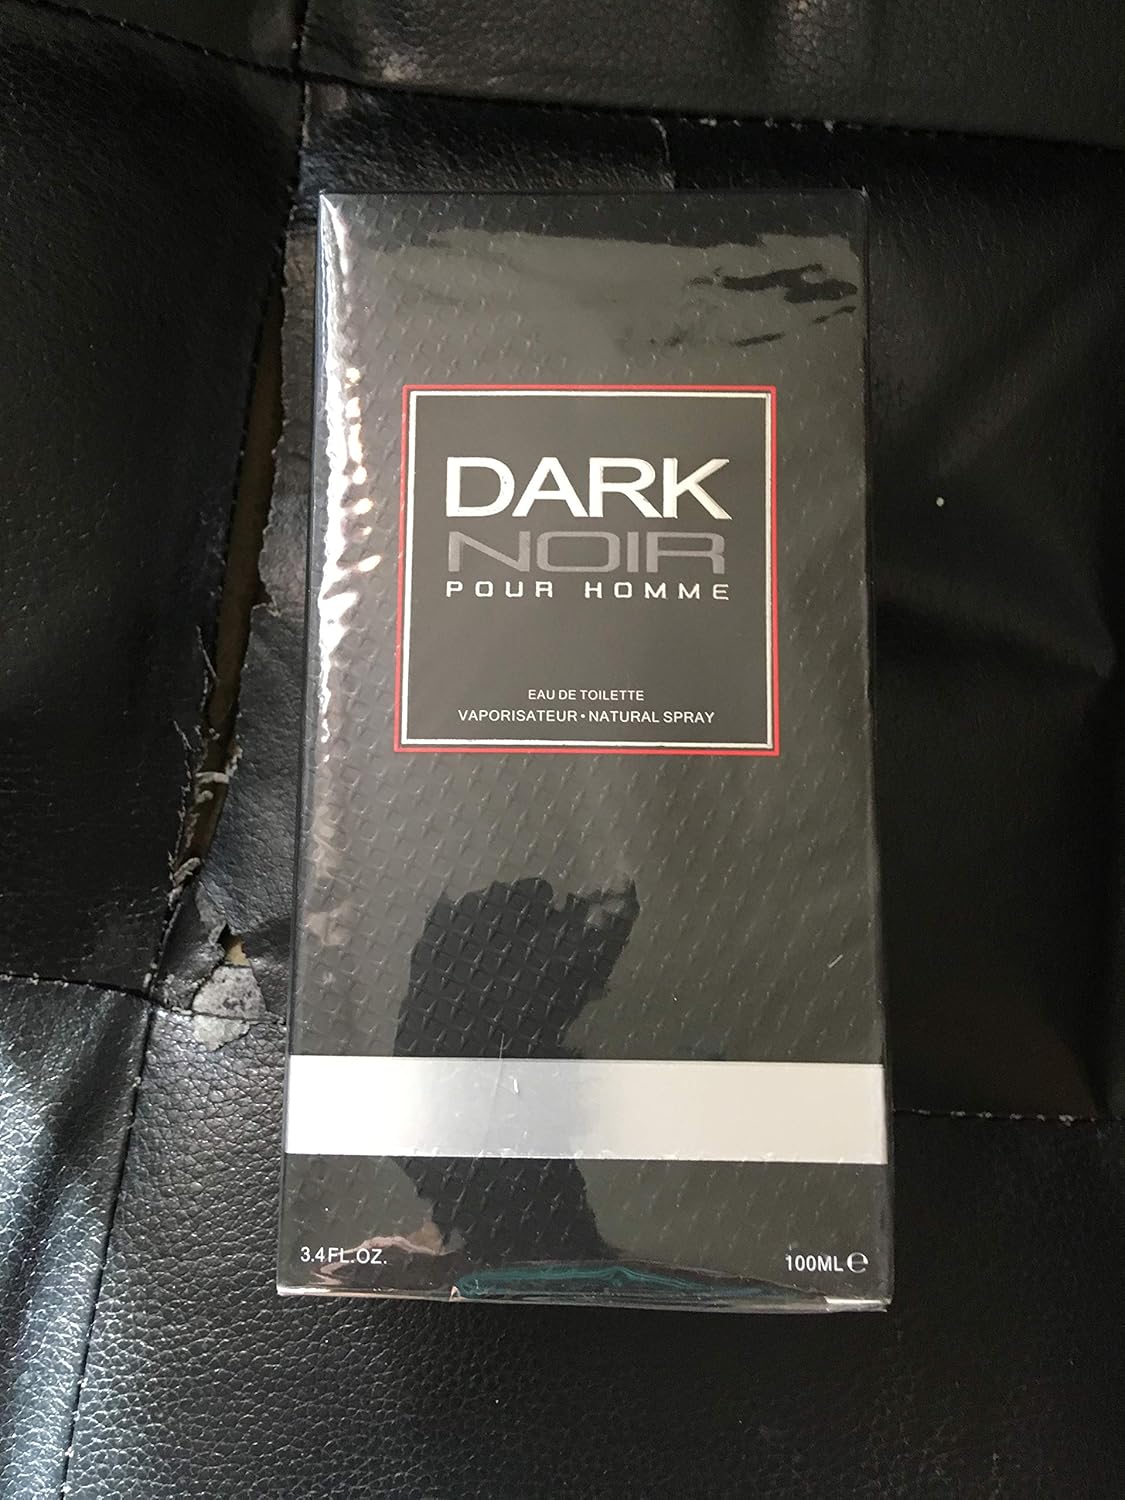 DARK
NOIR
POUR HOMME
EAU DE TOILETTE
VAPORISATEUR • NATURAL SPRAY
3.4FL.OZ.
100ML℮